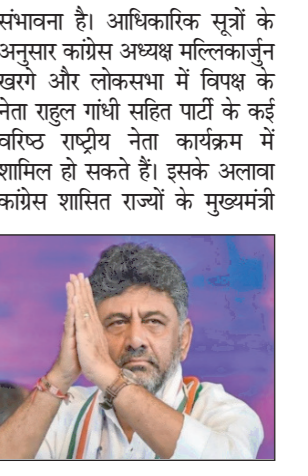 संभावना है। आधिकारिक सूत्रों के
अनुसार कांग्रेस अध्यक्ष मल्लिकार्जुन
खरगे और लोकसभा में विपक्ष के
नेता राहुल गांधी सहित पार्टी के कई
वरिष्ठ राष्ट्रीय नेता कार्यक्रम में
शामिल हो सकते हैं। इसके अलावा
कांग्रेस शासित राज्यों के मुख्यमंत्री